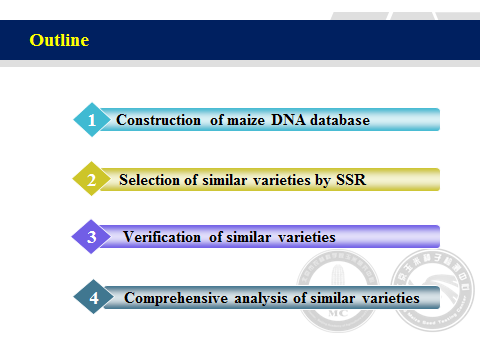 Outline
1 Construction of maize DNA database
2 Selection of similar varieties by SSR
3 Verification of similar varieties
4 Comprehensive analysis of similar varieties
MC